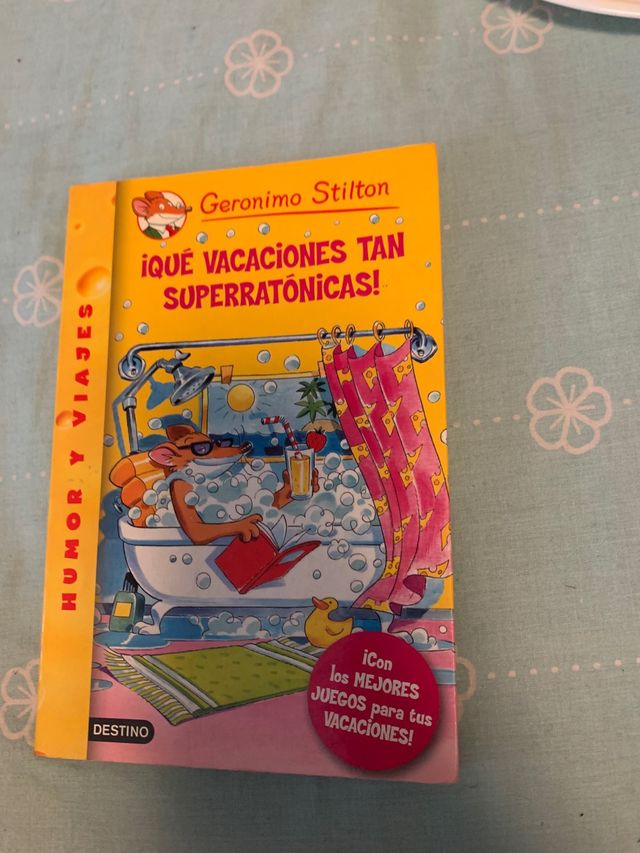 Geronimo Stilton
¡QUÉ VACACIONES TAN
SUPERRATÓNICAS!
HUMOR Y VIAJES
¡Con
los MEJORES
JUEGOS para tus
VACACIONES!
DESTINO